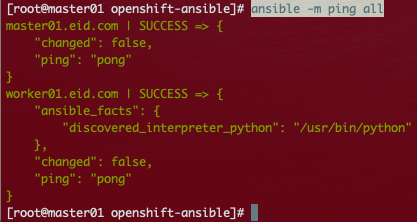 [root@master01 openshift-ansible]# ansible -m ping all
master01.eid.com | SUCCESS => {
    "changed": false,
    "ping": "pong"
}
worker01.eid.com | SUCCESS => {
    "ansible_facts": {
        "discovered_interpreter_python": "/usr/bin/python"
    },
    "changed": false,
    "ping": "pong"
}
[root@master01 openshift-ansible]#